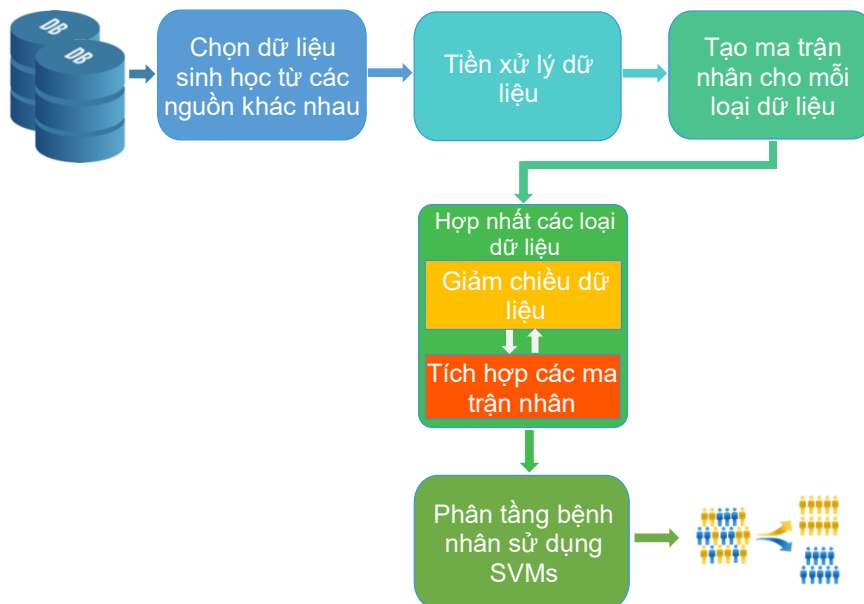 DB
DB
Chọn dữ liệu
sinh học từ các
nguồn khác nhau
Tiền xử lý dữ
liệu
Tạo ma trận
nhân cho mỗi
loại dữ liệu
Hợp nhất các loại
dữ liệu
Giảm chiều dữ
liệu
Tích hợp các ma
trận nhân
Phân tầng bệnh
nhân sử dụng
SVMs